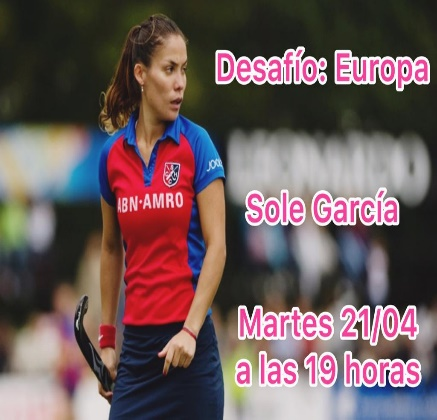 Desafío: Europa
Sole García
Martes 21/04
a las 19 horas
ABN·AMRO